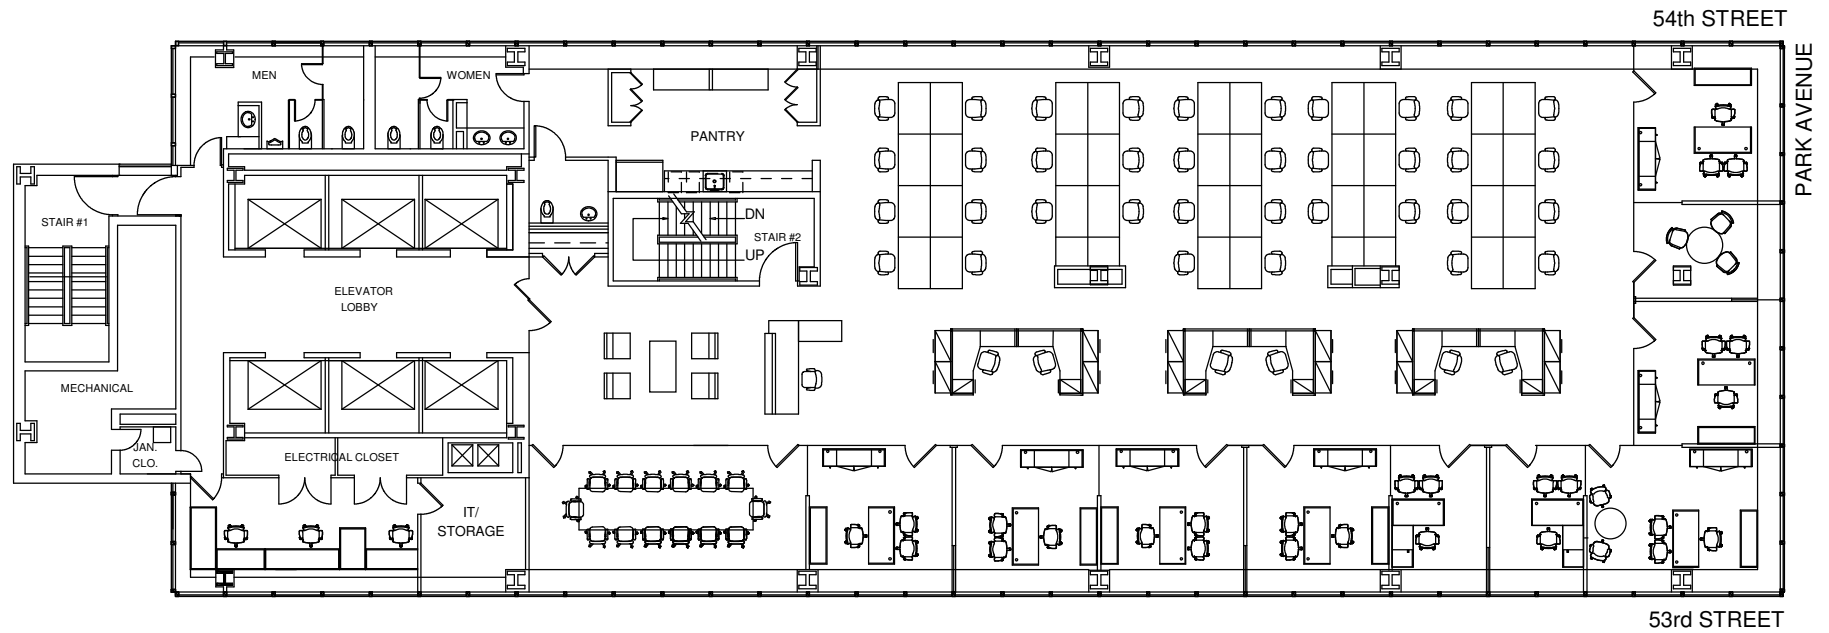 54th STREET
PARK AVENUE
MEN
WOMEN
PANTRY
STAIR #1
DN
STAIR #2
UP
ELEVATOR
LOBBY
MECHANICAL
JAN.
CLO.
ELECTRICAL CLOSET
IT/
STORAGE
53rd STREET